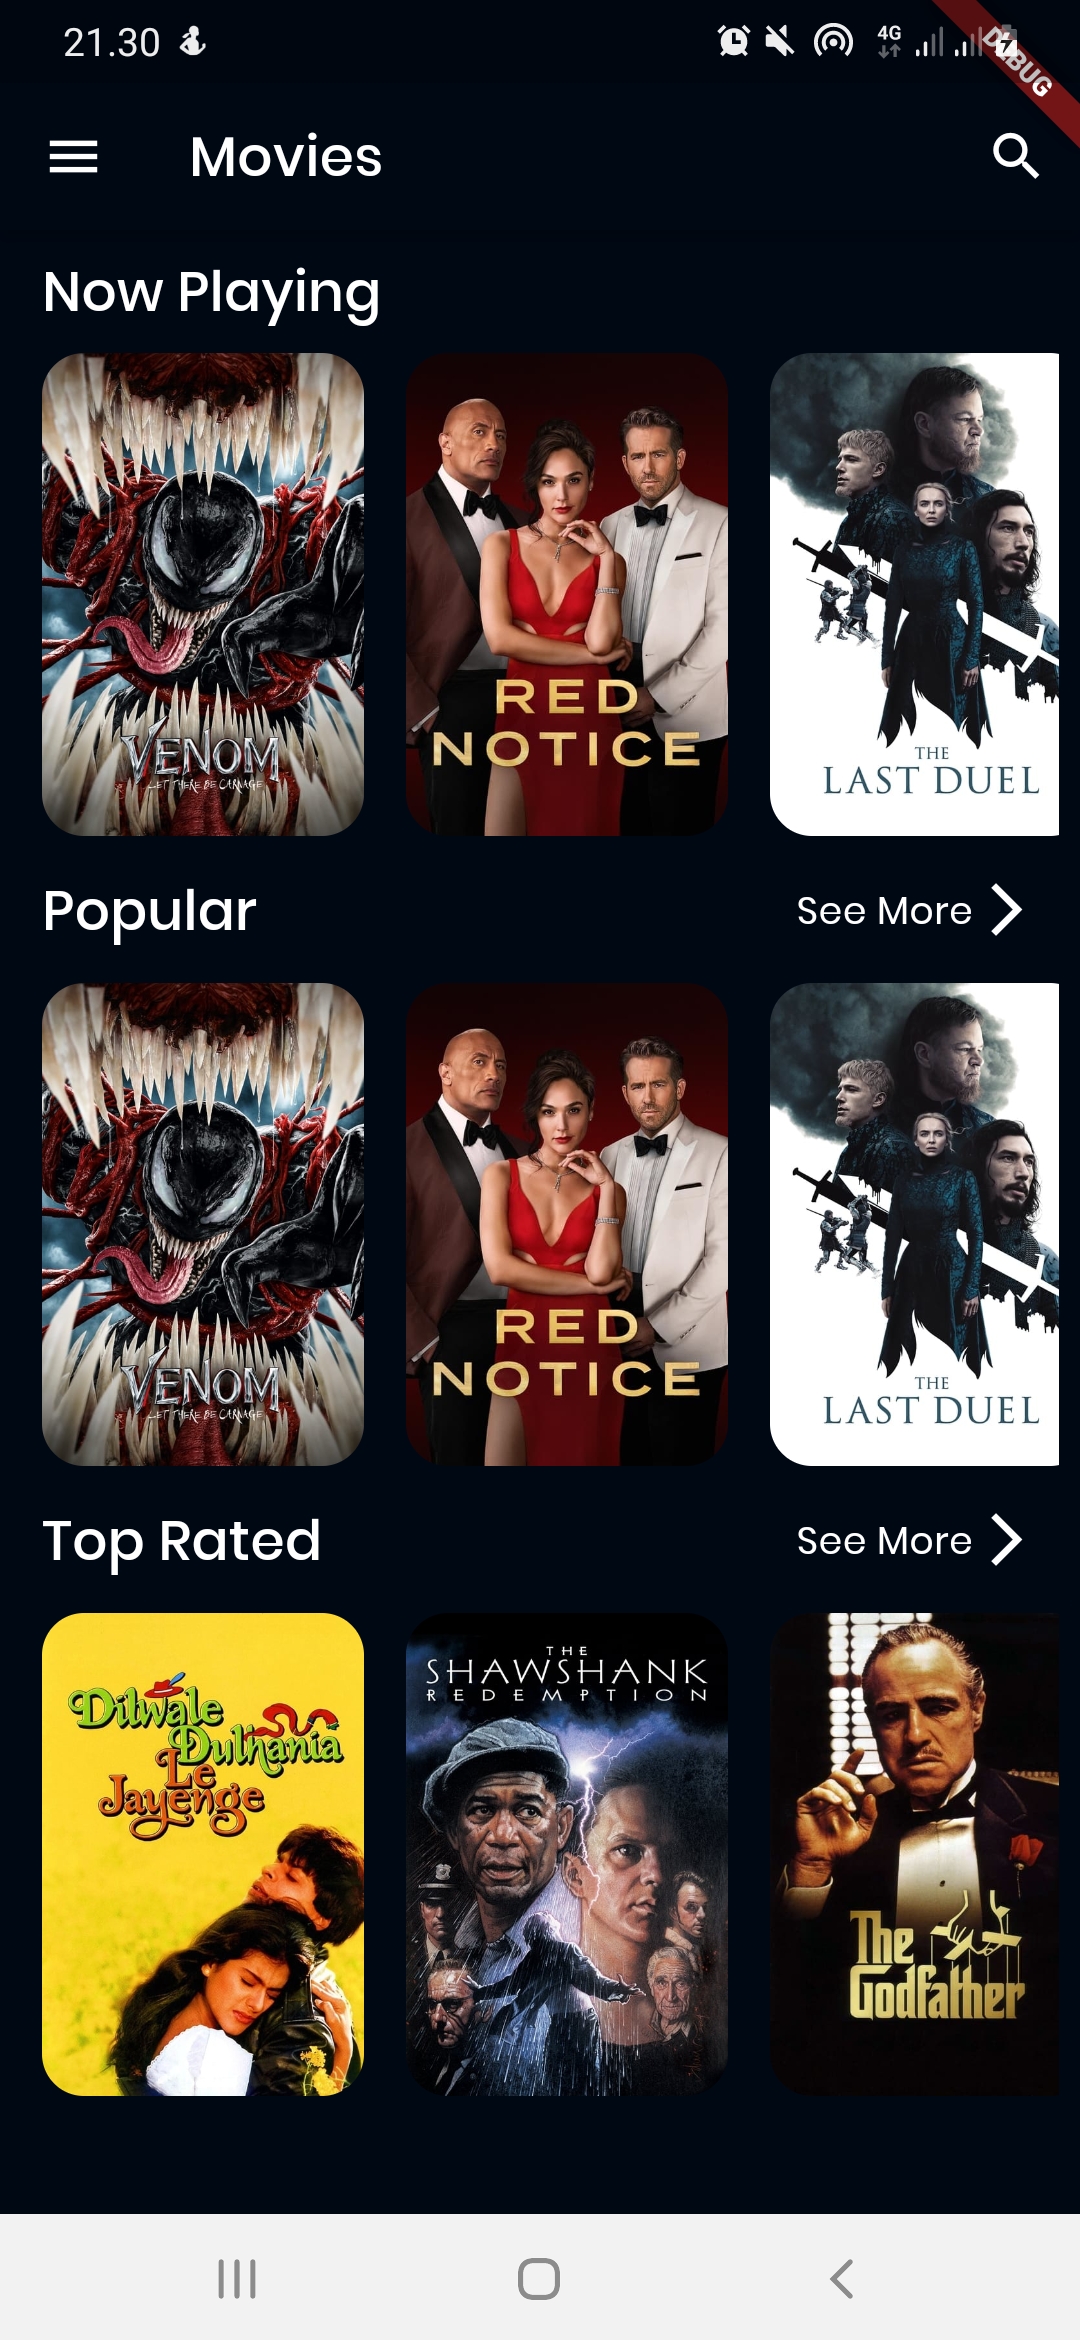 21.30
4G
DEBUG
Movies
Now Playing
VENOM
LET THERE BE CARNAGE
RED
NOTICE
THE
LAST DUEL
Popular
See More
VENOM
LET THERE BE CARNAGE
RED
NOTICE
THE
LAST DUEL
Top Rated
See More
Dilwale
Dulhania
Le
Jayenge
THE
SHAWSHANK
REDEMPTION
The
Godfather